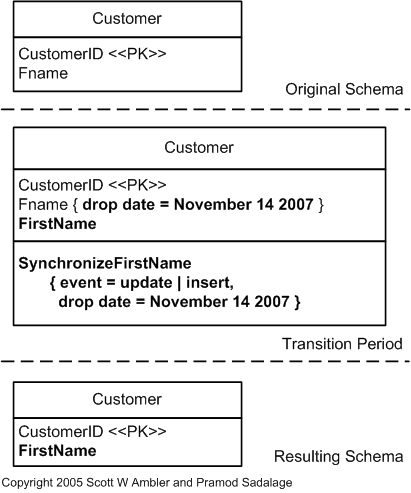 Customer
CustomerID <<PK>>
Fname
Original Schema
Customer
CustomerID <<PK>>
Fname { drop date = November 14 2007 }
FirstName
SynchronizeFirstName
{ event = update | insert,
drop date = November 14 2007 }
Transition Period
Customer
CustomerID <<PK>>
FirstName
Resulting Schema
Copyright 2005 Scott W Ambler and Pramod Sadalage